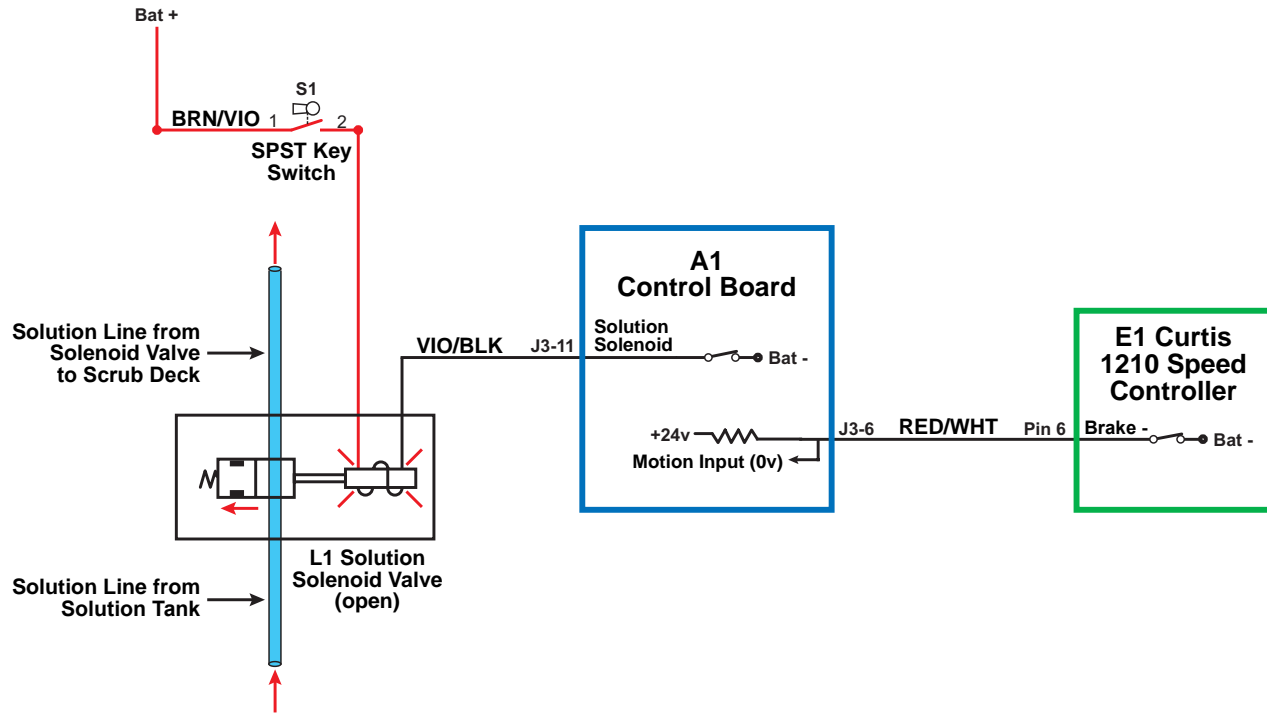 Bat +
S1
BRN/VIO 1 2
SPST Key
Switch
Solution Line from
Solenoid Valve
to Scrub Deck
Solution Line from
Solution Tank
L1 Solution
Solenoid Valve
(open)
VIO/BLK J3-11
A1
Control Board
Solution
Solenoid
Bat -
+24v
Motion Input (0v)
J3-6 RED/WHT Pin 6
E1 Curtis
1210 Speed
Controller
Brake -
Bat -